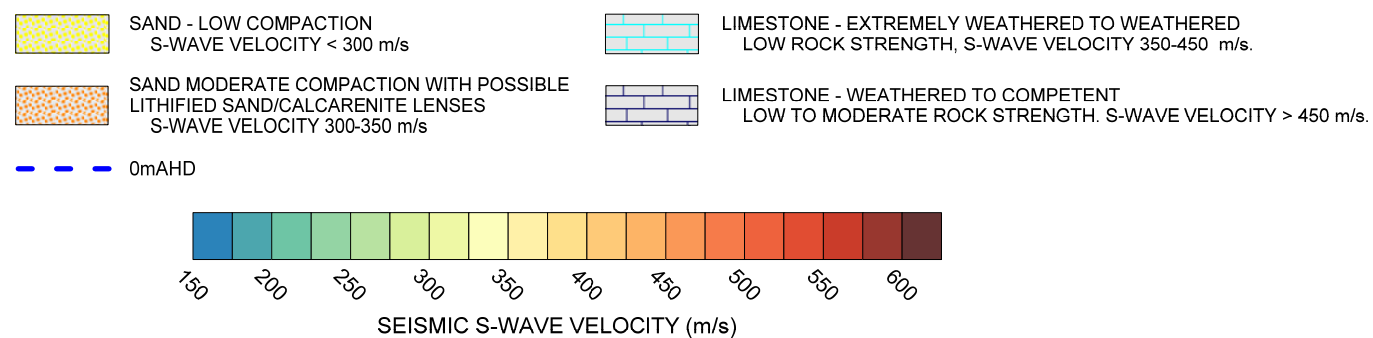 SAND - LOW COMPACTION
S-WAVE VELOCITY < 300 m/s
SAND MODERATE COMPACTION WITH POSSIBLE
LITHIFIED SAND/CALCARENITE LENSES
S-WAVE VELOCITY 300-350 m/s
0mAHD
LIMESTONE - EXTREMELY WEATHERED TO WEATHERED
LOW ROCK STRENGTH, S-WAVE VELOCITY 350-450 m/s.
LIMESTONE - WEATHERED TO COMPETENT
LOW TO MODERATE ROCK STRENGTH. S-WAVE VELOCITY > 450 m/s.
150 200 250 300 350 400 450 500 550 600
SEISMIC S-WAVE VELOCITY (m/s)